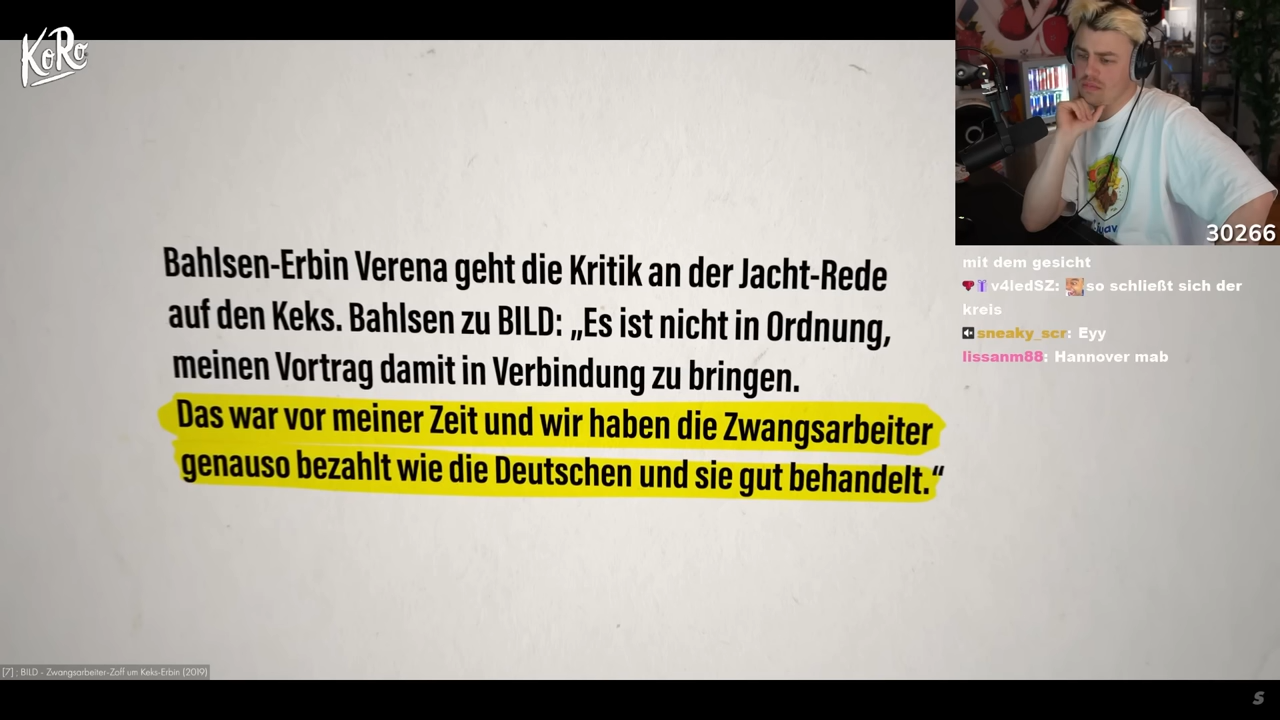 KoRo
Bahlsen-Erbin Verena geht die Kritik an der Jacht-Rede
auf den Keks. Bahlsen zu BILD: „Es ist nicht in Ordnung,
meinen Vortrag damit in Verbindung zu bringen.
Das war vor meiner Zeit und wir haben die Zwangsarbeiter
genauso bezahlt wie die Deutschen und sie gut behandelt.“
[7] : BILD - Zwangsarbeiter-Zoff um Keks-Erbin (2019)
30266
mit dem gesicht
v4ledSZ: so schließt sich der
kreis
sneaky_scr: Eyy
lissanm88: Hannover mab
S